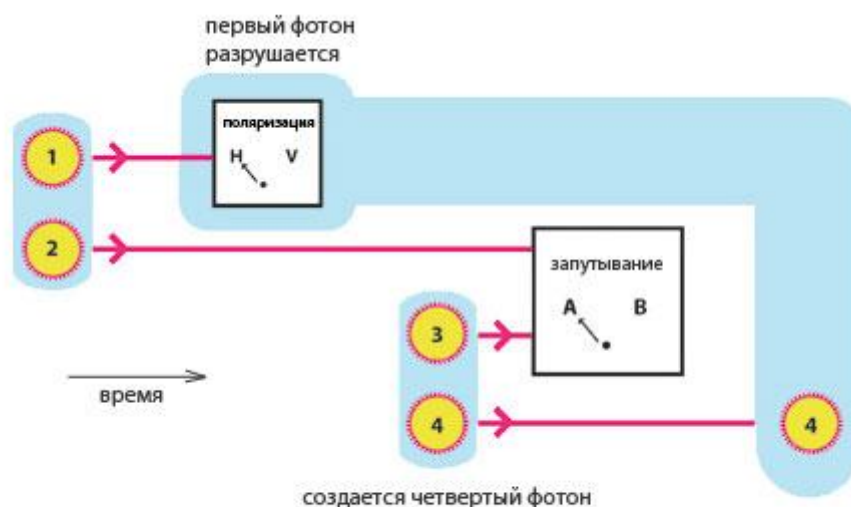 первый фотон
разрушается
поляризация
H V
1
2
запутывание
A B
3
4
4
время
создается четвертый фотон